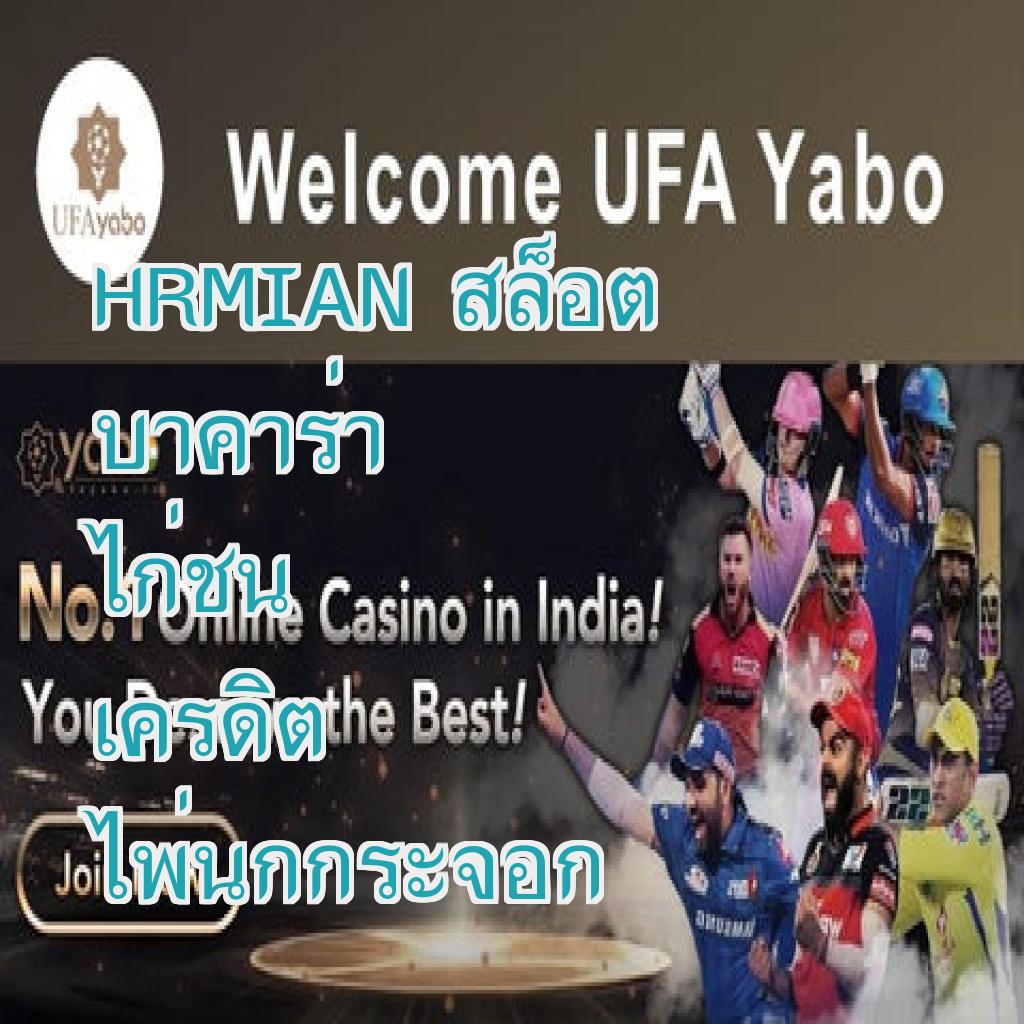 UFAyabo
Welcome UFA Yabo
HRMIAN สล็อต
บาคาร่า
ไก่ชน
เครดิต
ไพ่นกกระจอก
No.1 Online Casino in India!
You the Best!